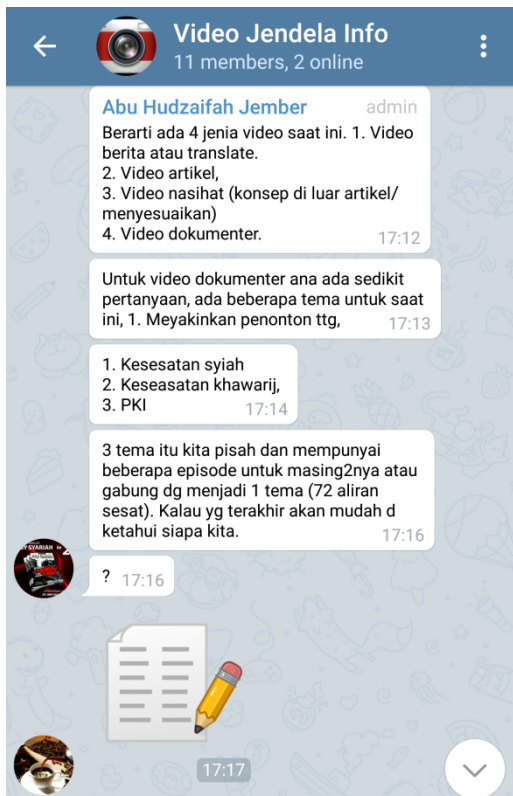 Video Jendela Info
11 members, 2 online
Abu Hudzaifah Jember admin
Berarti ada 4 jenia video saat ini. 1. Video
berita atau translate.
2. Video artikel,
3. Video nasihat (konsep di luar artikel/
menyesuaikan)
4. Video dokumenter. 17:12
Untuk video dokumenter ana ada sedikit
pertanyaan, ada beberapa tema untuk saat
ini, 1. Meyakinkan penonton ttg, 17:13
1. Kesesatan syiah
2. Keseasatan khawarij,
3. PKI 17:14
3 tema itu kita pisah dan mempunyai
beberapa episode untuk masing2nya atau
gabung dg menjadi 1 tema (72 aliran
sesat). Kalau yg terakhir akan mudah d
ketahui siapa kita. 17:16
? 17:16
17:17